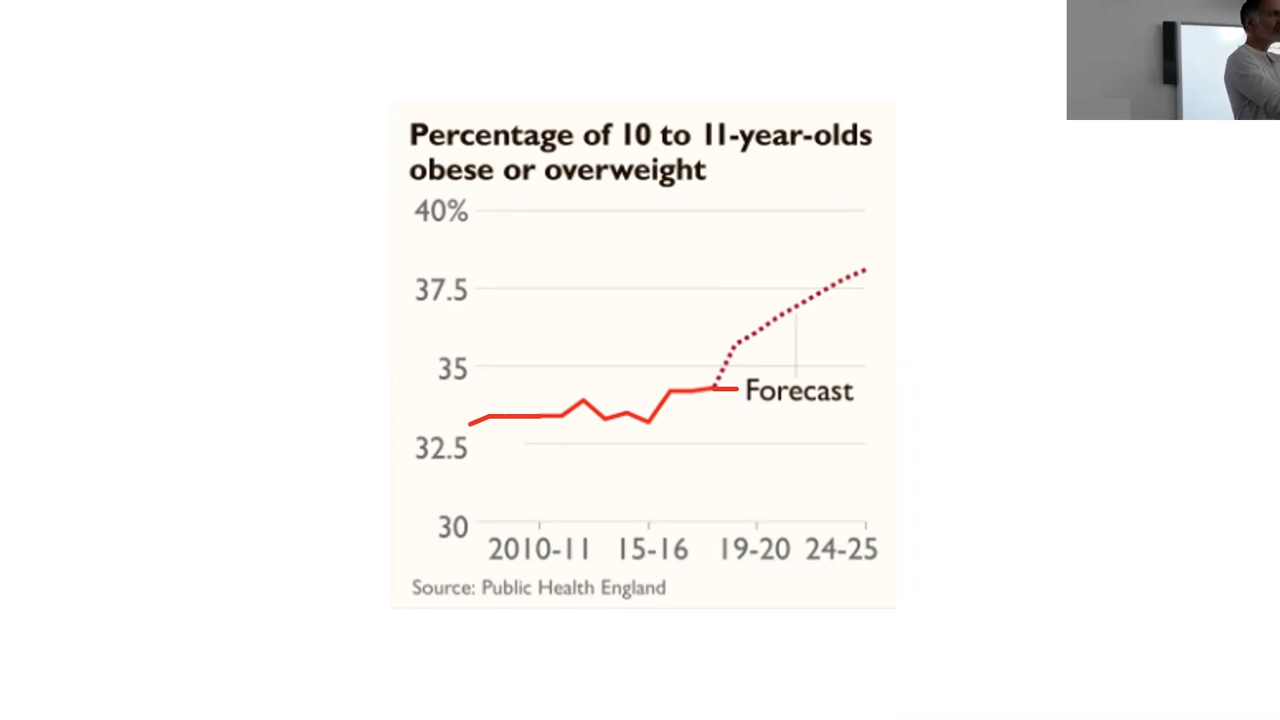 Percentage of 10 to 11-year-olds
obese or overweight
40%
37.5
35
Forecast
32.5
30
2010-11 15-16 19-20 24-25
Source: Public Health England